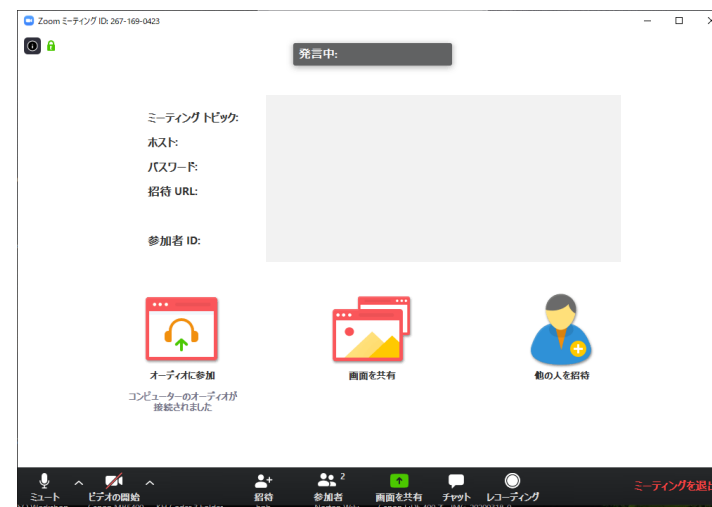 Zoom ミーティング ID: 267-169-0423
発言中:
ミーティング トピック:
ホスト:
パスワード:
招待 URL:
参加者 ID:
オーディオに参加
画面を共有
他の人を招待
コンピューターのオーディオが
接続されました
2
ミュート
ビデオの開始
招待
参加者
画面を共有
チャット
レコーディング
ミーティングを退出